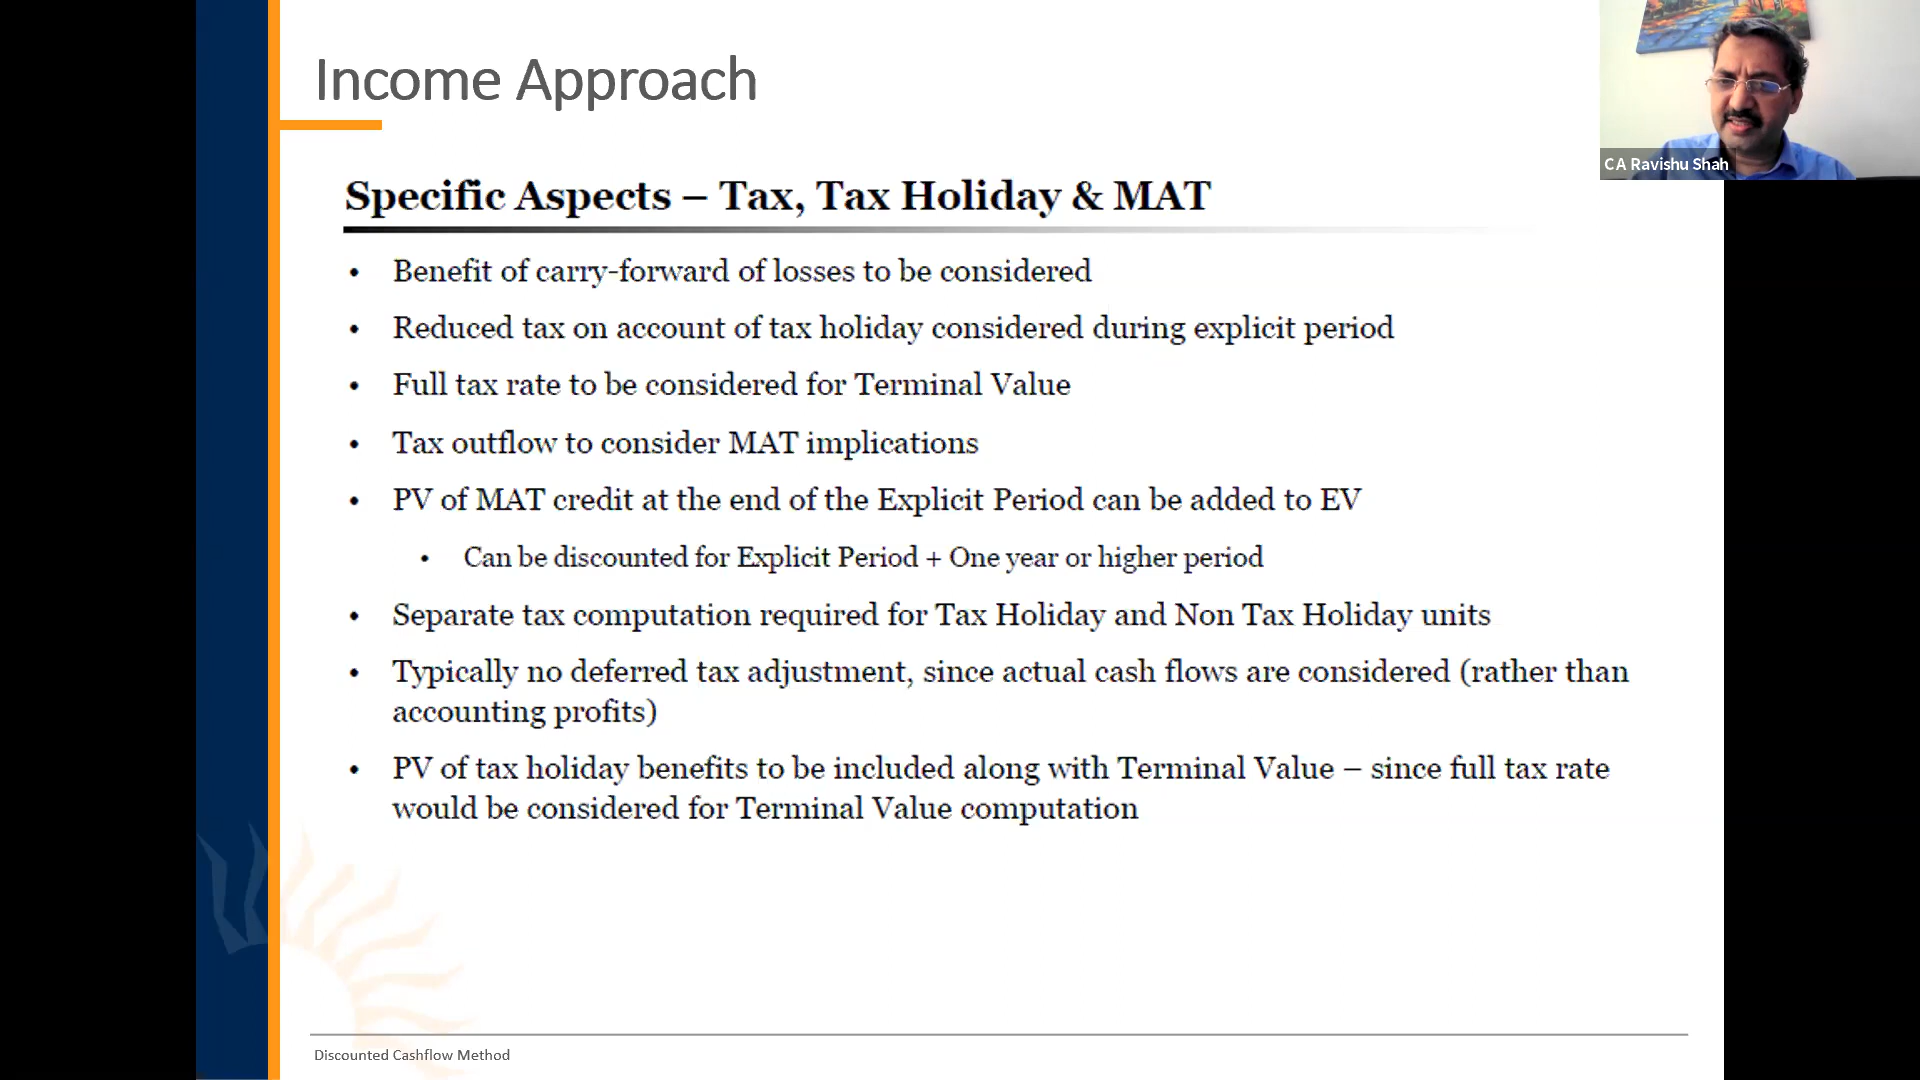 Income Approach
CA Ravishu Shah
Specific Aspects – Tax, Tax Holiday & MAT
• Benefit of carry-forward of losses to be considered
• Reduced tax on account of tax holiday considered during explicit period
• Full tax rate to be considered for Terminal Value
• Tax outflow to consider MAT implications
• PV of MAT credit at the end of the Explicit Period can be added to EV
• Can be discounted for Explicit Period + One year or higher period
• Separate tax computation required for Tax Holiday and Non Tax Holiday units
• Typically no deferred tax adjustment, since actual cash flows are considered (rather than
accounting profits)
• PV of tax holiday benefits to be included along with Terminal Value – since full tax rate
would be considered for Terminal Value computation
Discounted Cashflow Method